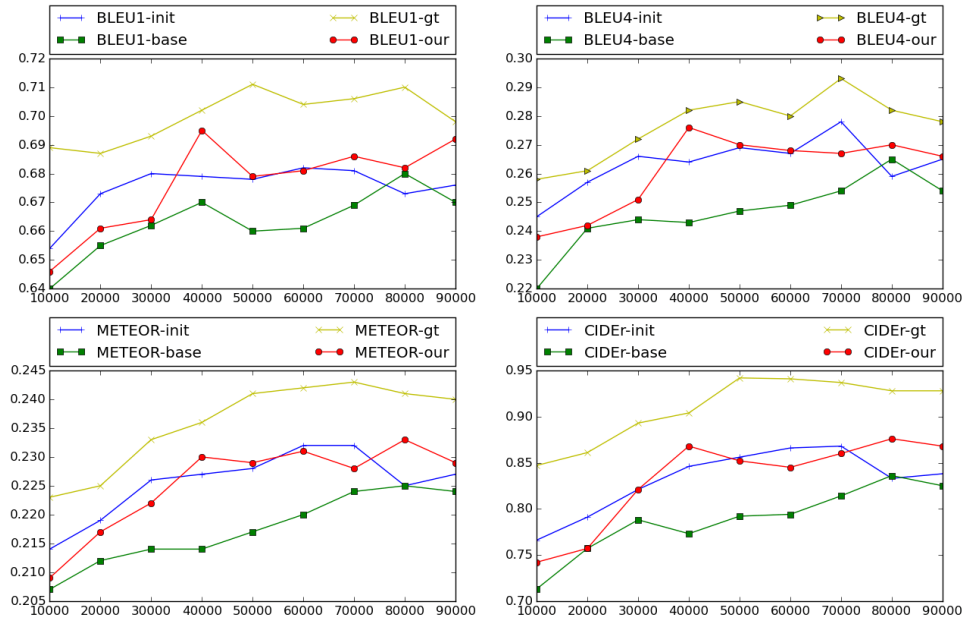 BLEU1-init BLEU1-gt
BLEU1-base BLEU1-our
0.72
0.71
0.70
0.69
0.68
0.67
0.66
0.65
0.64
10000 20000 30000 40000 50000 60000 70000 80000 90000
BLEU4-init BLEU4-gt
BLEU4-base BLEU4-our
0.30
0.29
0.28
0.27
0.26
0.25
0.24
0.23
0.22
10000 20000 30000 40000 50000 60000 70000 80000 90000
METEOR-init METEOR-gt
METEOR-base METEOR-our
0.245
0.240
0.235
0.230
0.225
0.220
0.215
0.210
0.205
10000 20000 30000 40000 50000 60000 70000 80000 90000
CIDEr-init CIDEr-gt
CIDEr-base CIDEr-our
0.95
0.90
0.85
0.80
0.75
0.70
10000 20000 30000 40000 50000 60000 70000 80000 90000